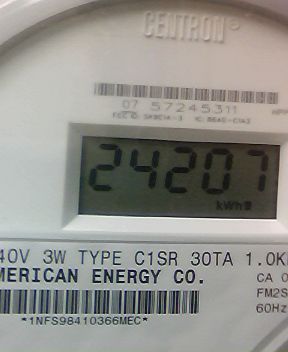 CENTRON®
07 57245311
24207
kWh
40V 3W TYPE C1SR 30TA 1.0K
MERICAN ENERGY CO. CA 0
FM2S
60Hz
*1NFS98410366MEC*